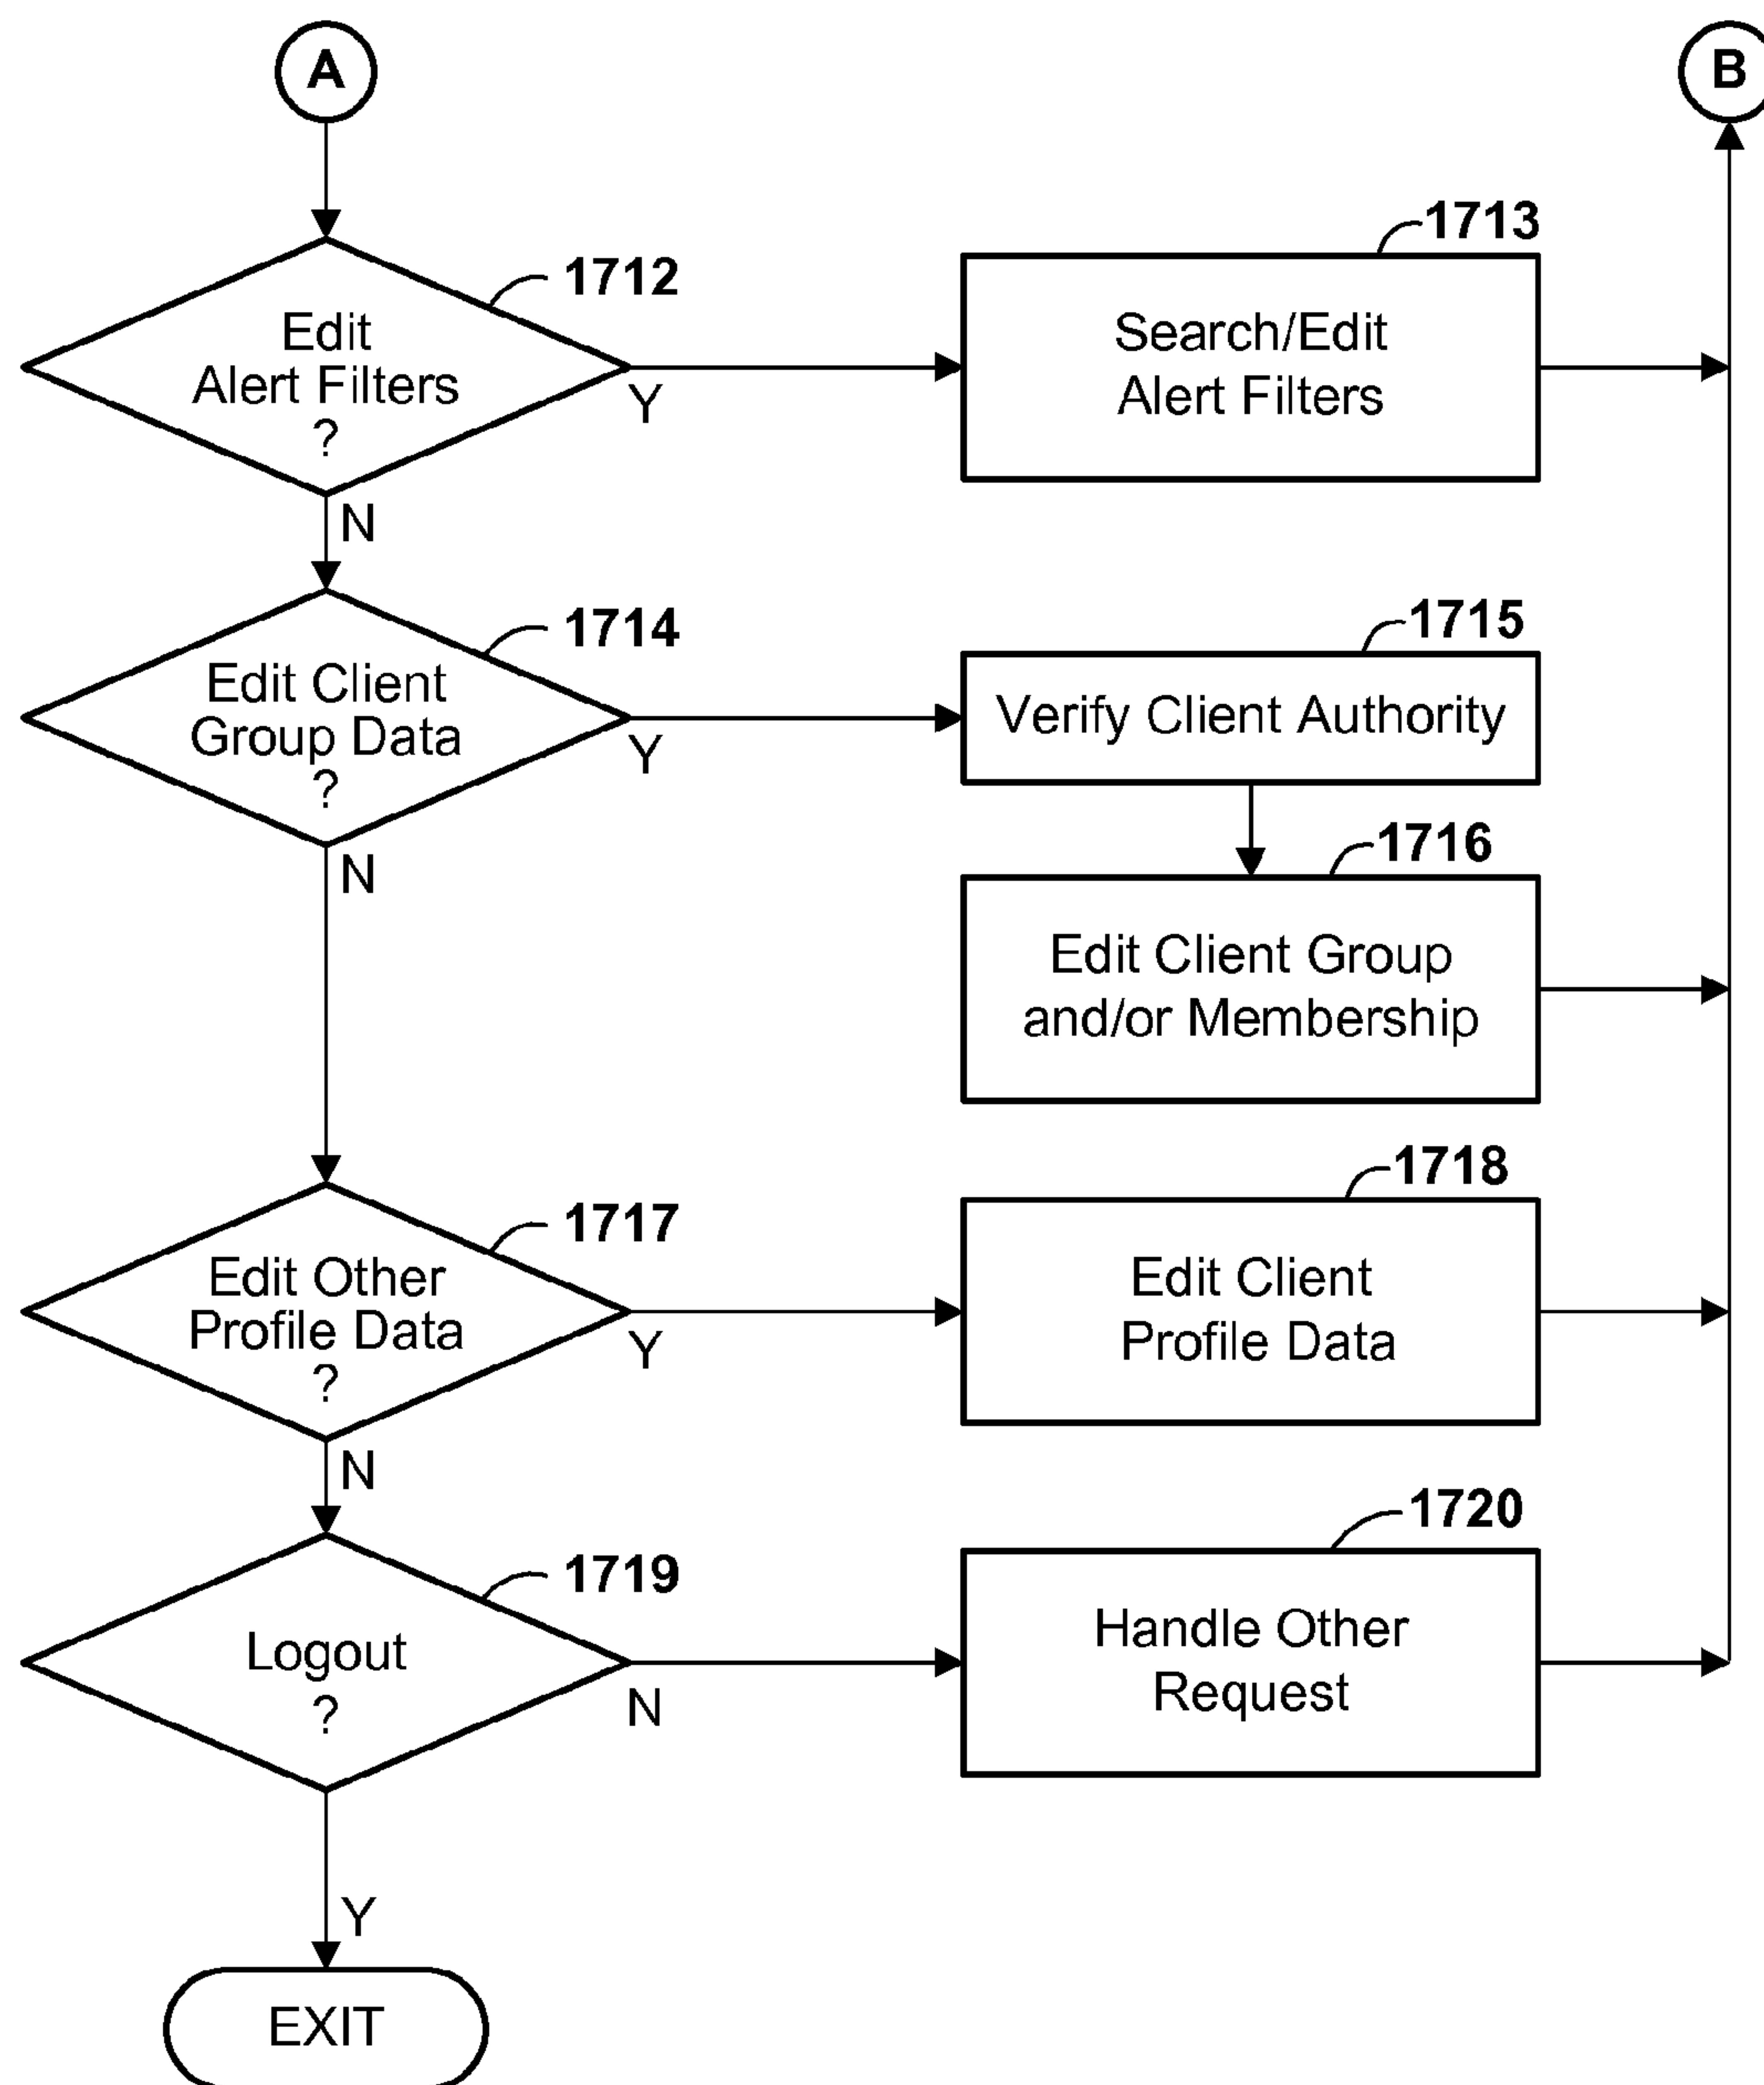 A
B
1712
Edit
Alert Filters
?
Y
N
1713
Search/Edit
Alert Filters
1714
Edit Client
Group Data
?
Y
N
1715
Verify Client Authority
1716
Edit Client Group
and/or Membership
1717
Edit Other
Profile Data
?
Y
N
1718
Edit Client
Profile Data
1719
Logout
?
N
Y
1720
Handle Other
Request
EXIT